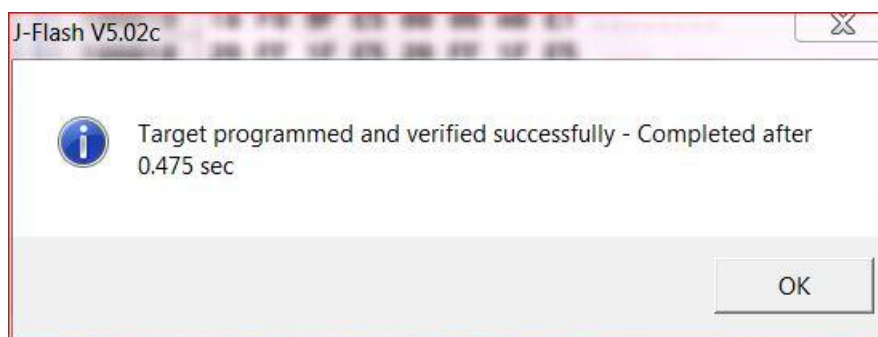 J-Flash V5.02c
Target programmed and verified successfully - Completed after
0.475 sec
OK